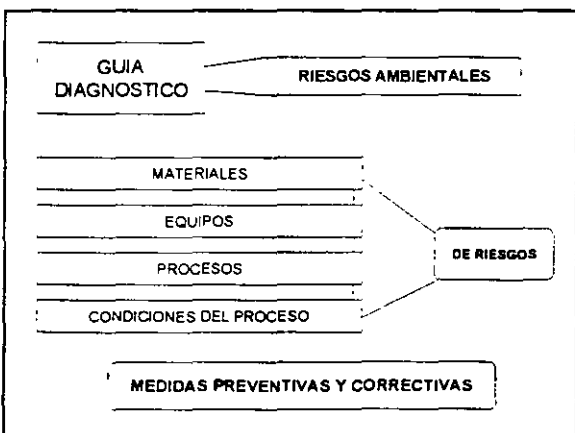 GUIA
DIAGNOSTICO
RIESGOS AMBIENTALES
MATERIALES
EQUIPOS
PROCESOS
CONDICIONES DEL PROCESO
DE RIESGOS
MEDIDAS PREVENTIVAS Y CORRECTIVAS